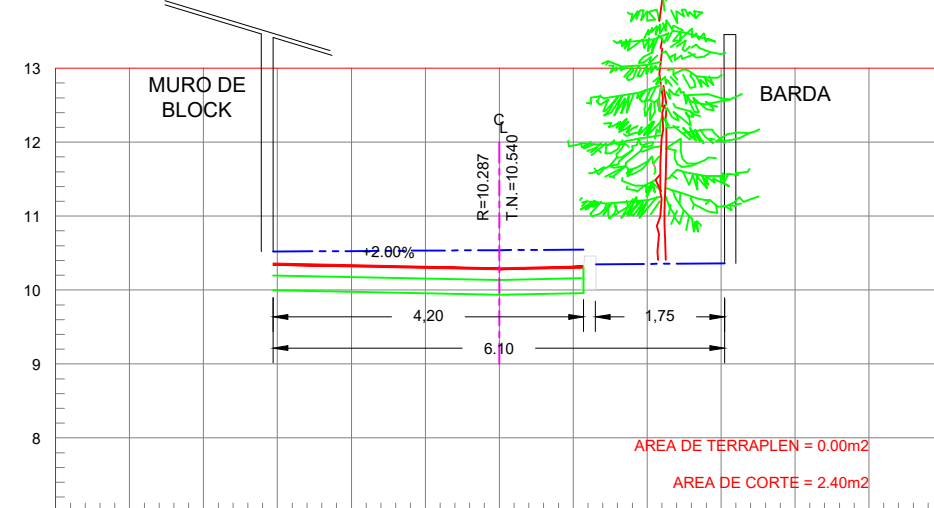 13
MURO DE
BLOCK
BARDA
12
CL
R=10.287
T.N.=10.540
11
+2.00%
10
4,20
1,75
6.10
9
8
AREA DE TERRAPLEN = 0.00m2
AREA DE CORTE = 2.40m2